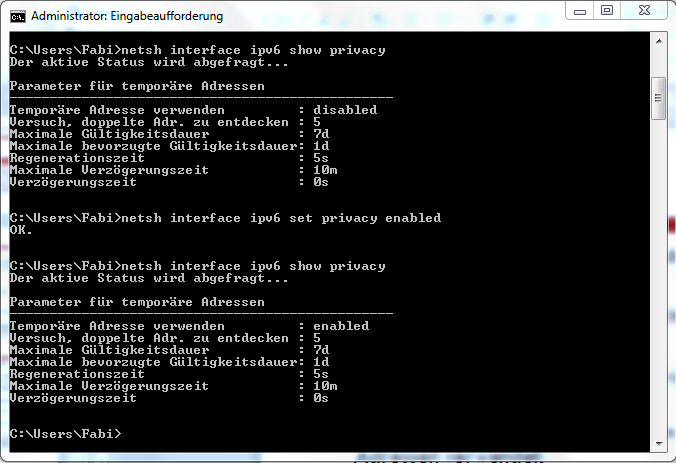 Administrator: Eingabeaufforderung
C:\Users\Fabi>netsh interface ipv6 show privacy
Der aktive Status wird abgefragt...
Parameter für temporäre Adressen
---------------------------------------------
Temporäre Adresse verwenden : disabled
Versuch, doppelte Adr. zu entdecken : 5
Maximale Gültigkeitsdauer : 7d
Maximale bevorzugte Gültigkeitsdauer: 1d
Regenerationszeit : 5s
Maximale Verzögerungszeit : 10m
Verzögerungszeit : 0s
C:\Users\Fabi>netsh interface ipv6 set privacy enabled
OK.
C:\Users\Fabi>netsh interface ipv6 show privacy
Der aktive Status wird abgefragt...
Parameter für temporäre Adressen
---------------------------------------------
Temporäre Adresse verwenden : enabled
Versuch, doppelte Adr. zu entdecken : 5
Maximale Gültigkeitsdauer : 7d
Maximale bevorzugte Gültigkeitsdauer: 1d
Regenerationszeit : 5s
Maximale Verzögerungszeit : 10m
Verzögerungszeit : 0s
C:\Users\Fabi>